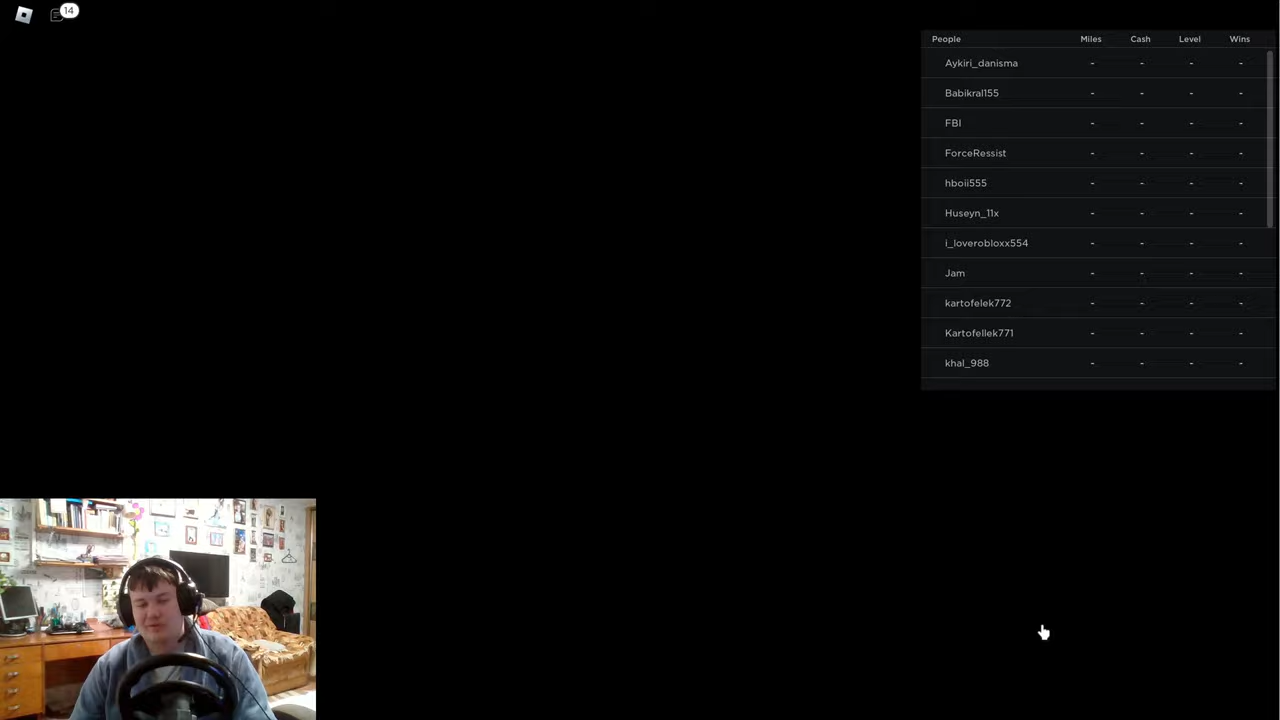 14
People Miles Cash Level Wins
Aykiri_danisma - - - -
Babikral155 - - - -
FBI - - - -
ForceRessist - - - -
hboii555 - - - -
Huseyn_11x - - - -
i_loverobloxx554 - - - -
Jam - - - -
kartofelek772 - - - -
Kartofellek771 - - - -
khal_988 - - - -